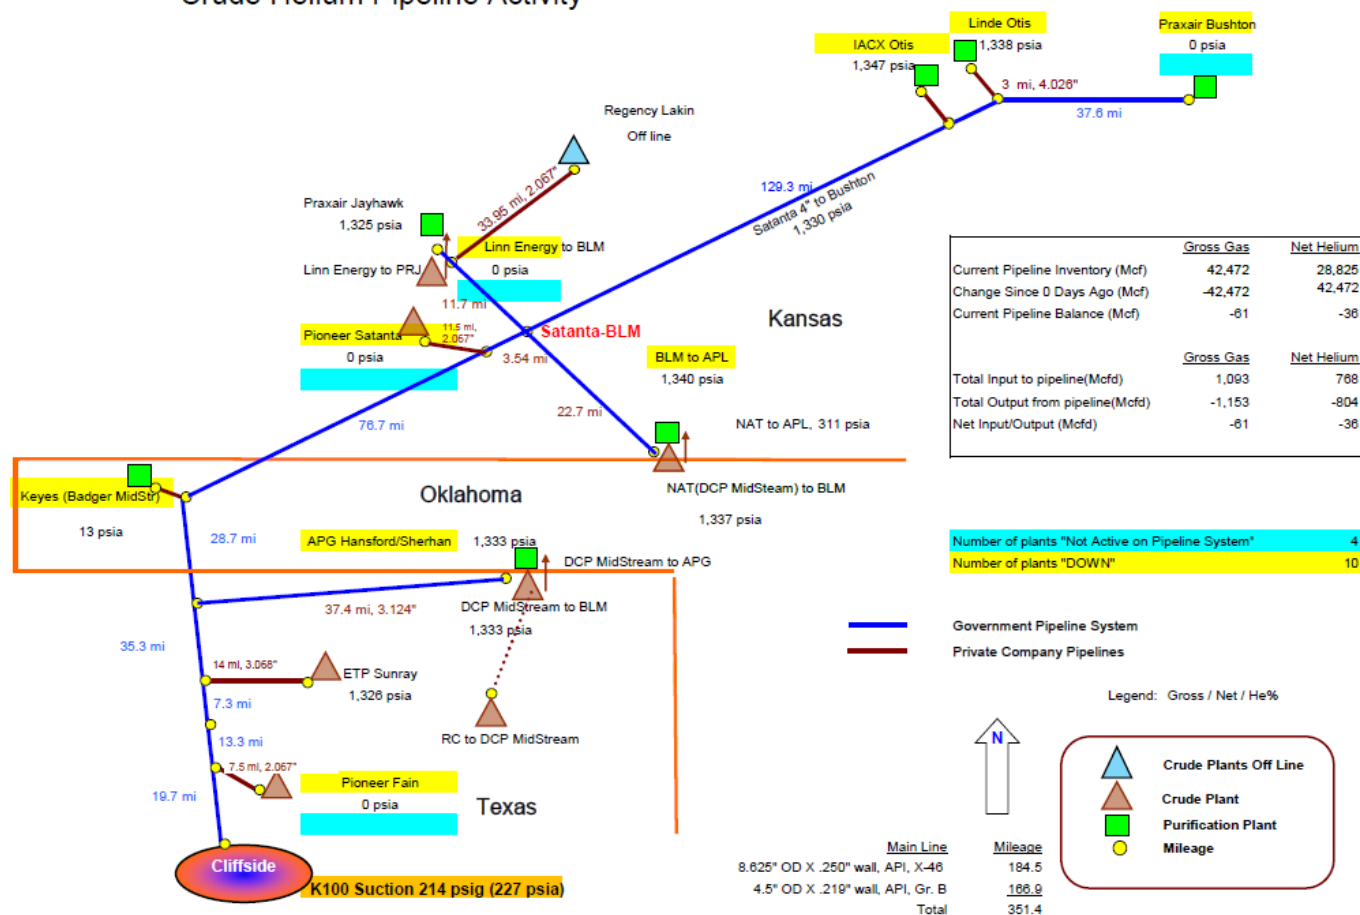 Crude Helium Pipeline Activity
Linde Otis
1,338 psia
Praxair Bushton
0 psia
IACX Otis
1,347 psia
3 mi, 4.026"
37.6 mi
Regency Lakin
Off line
33.95 mi, 2.067"
129.3 mi
Satanta 4" to Bushton
1,330 psia
Praxair Jayhawk
1,325 psia
Linn Energy to BLM
0 psia
Linn Energy to PRJ
11.7 mi
Pioneer Satanta
0 psia
11.5 mi,
2.067"
3.54 mi
Satanta-BLM
Kansas
BLM to APL
1,340 psia
22.7 mi
76.7 mi
NAT to APL, 311 psia
NAT(DCP MidSteam) to BLM
1,337 psia
Gross Gas Net Helium
Current Pipeline Inventory (Mcf) 42,472 28,825
Change Since 0 Days Ago (Mcf) -42,472 42,472
Current Pipeline Balance (Mcf) -61 -36
Gross Gas Net Helium
Total Input to pipeline(Mcfd) 1,093 768
Total Output from pipeline(Mcfd) -1,153 -804
Net Input/Output (Mcfd) -61 -36
Keyes (Badger MidStr)
13 psia
Oklahoma
28.7 mi
APG Hansford/Sherhan
1,333 psia
DCP MidStream to APG
37.4 mi, 3.124"
DCP MidStream to BLM
1,333 psia
Number of plants "Not Active on Pipeline System" 4
Number of plants "DOWN" 10
Government Pipeline System
Private Company Pipelines
35.3 mi
14 mi, 3.068"
ETP Sunray
1,326 psia
7.3 mi
13.3 mi
RC to DCP MidStream
7.5 mi, 2.067"
Pioneer Fain
0 psia
19.7 mi
Texas
Cliffside
K100 Suction 214 psig (227 psia)
Legend: Gross / Net / He%
N
Crude Plants Off Line
Crude Plant
Purification Plant
Mileage
Main Line Mileage
8.625" OD X .250" wall, API, X-46 184.5
4.5" OD X .219" wall, API, Gr. B 166.9
Total 351.4